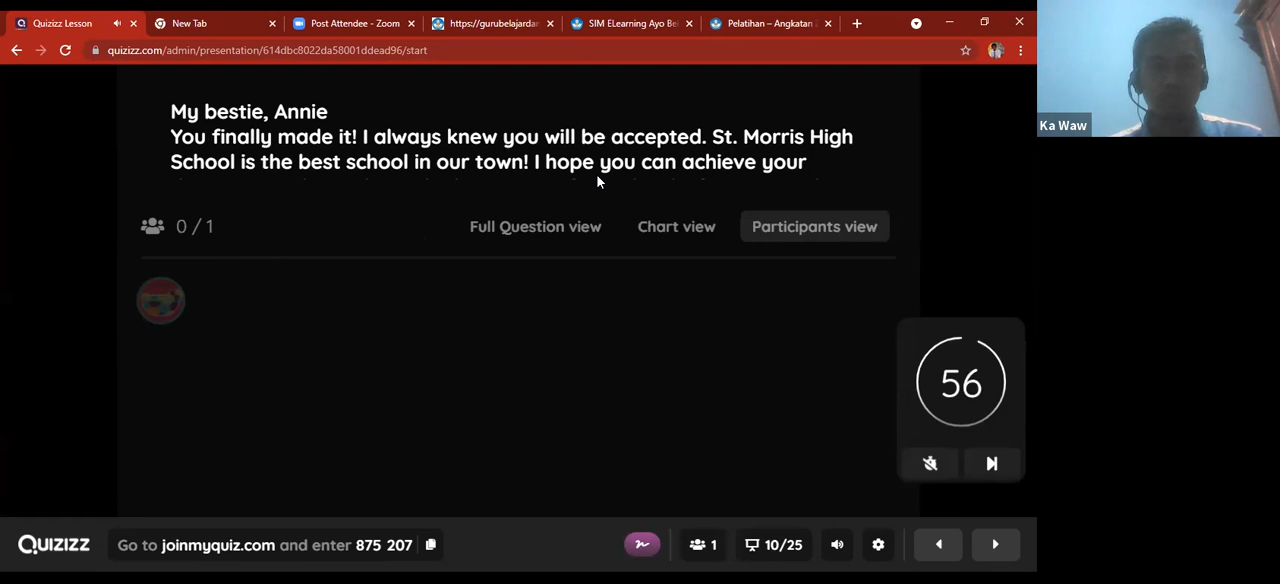 Quizizz Lesson
New Tab
Post Attendee - Zoom
https://gurubelajardan
SIM ELearning Ayo Be
Pelatihan – Angkatan
quizizz.com/admin/presentation/614dbc8022da58001ddead96/start
Ka Waw
My bestie, Annie
You finally made it! I always knew you will be accepted. St. Morris High
School is the best school in our town! I hope you can achieve your
0 / 1
Full Question view
Chart view
Participants view
56
Quizizz
Go to joinmyquiz.com and enter 875 207
1
10/25